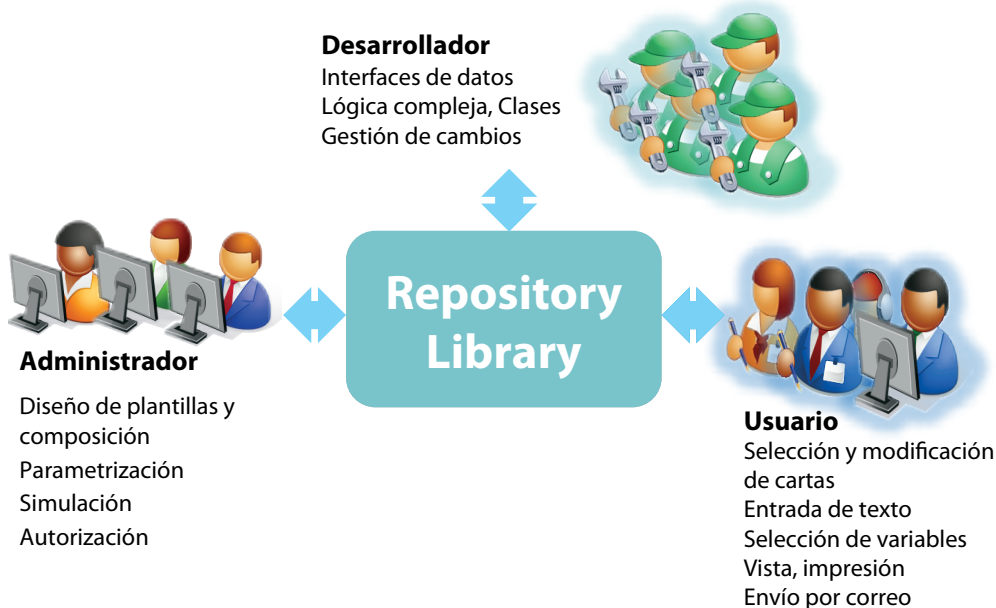 Desarrollador
Interfaces de datos
Lógica compleja, Clases
Gestión de cambios
Repository
Library
Administrador
Diseño de plantillas y
composición
Parametrización
Simulación
Autorización
Usuario
Selección y modificación
de cartas
Entrada de texto
Selección de variables
Vista, impresión
Envío por correo